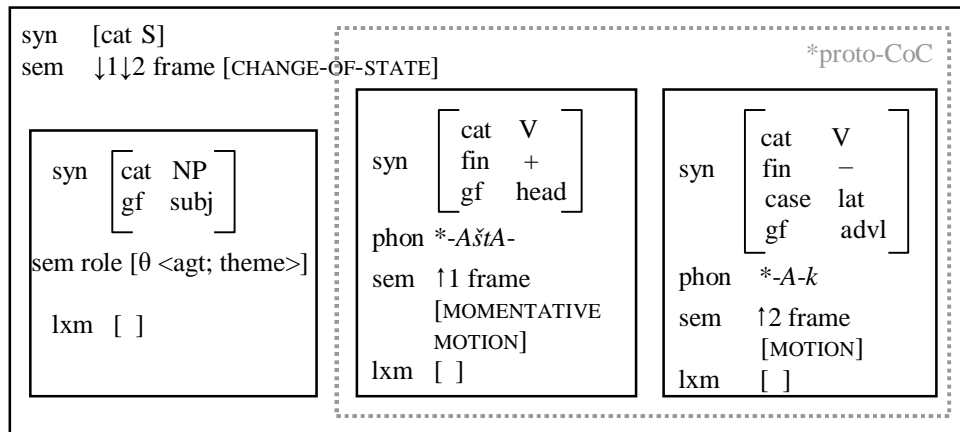 syn [cat S]
sem ↓1↓2 frame [CHANGE-OF-STATE]
*proto-CoC
syn cat NP
gf subj
sem role [θ <agt; theme>]
lxm [ ]
cat V
syn fin +
gf head
phon *-AštA-
sem ↑1 frame
[MOMENTATIVE
MOTION]
lxm [ ]
cat V
syn fin −
case lat
gf advl
phon *-A-k
sem ↑2 frame
[MOTION]
lxm [ ]